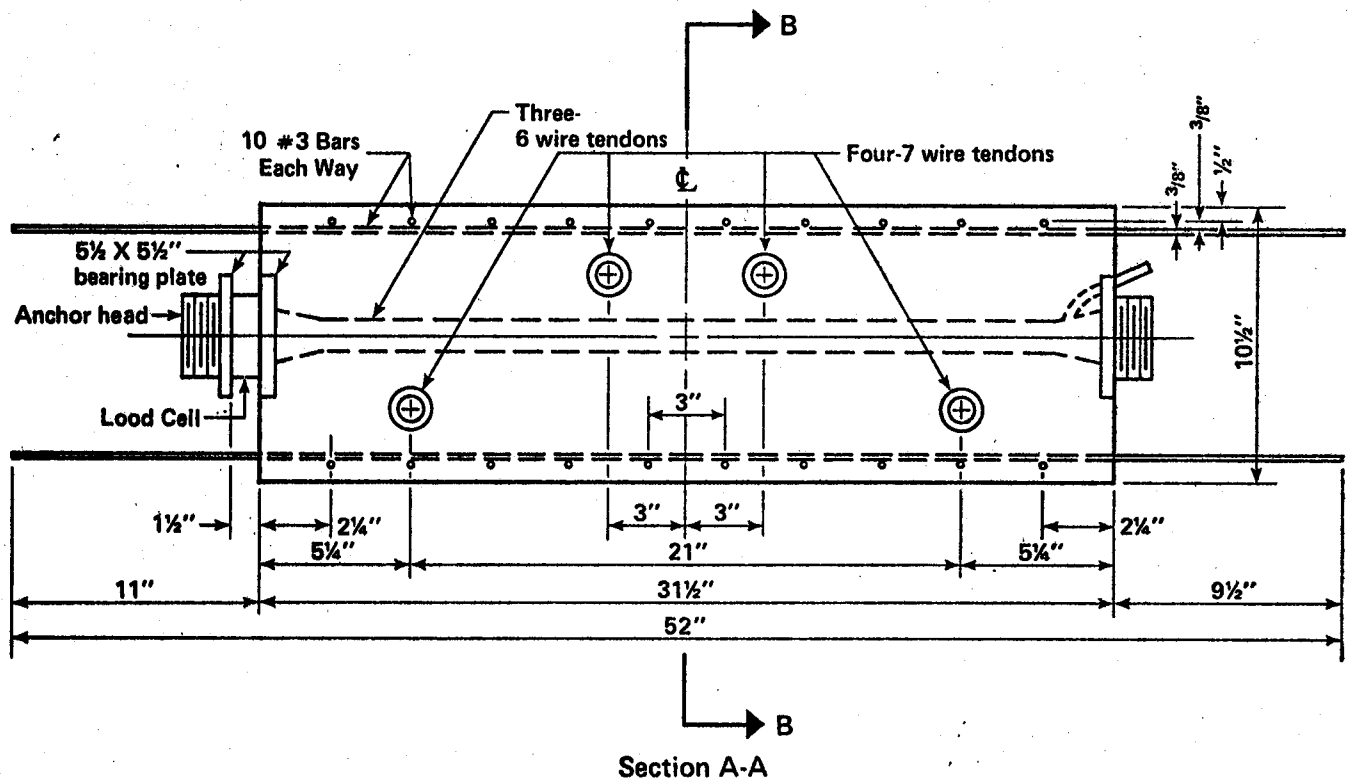 B
Three-
6 wire tendons
10 #3 Bars
Each Way
Four-7 wire tendons
℄
3/8"
3/8"
1/2"
5½ X 5½"
bearing plate
Anchor head
10½"
Lood Cell
3"
1½"
2¼"
3"
3"
2¼"
5¼"
21"
5¼"
11"
31½"
9½"
52"
B
Section A-A